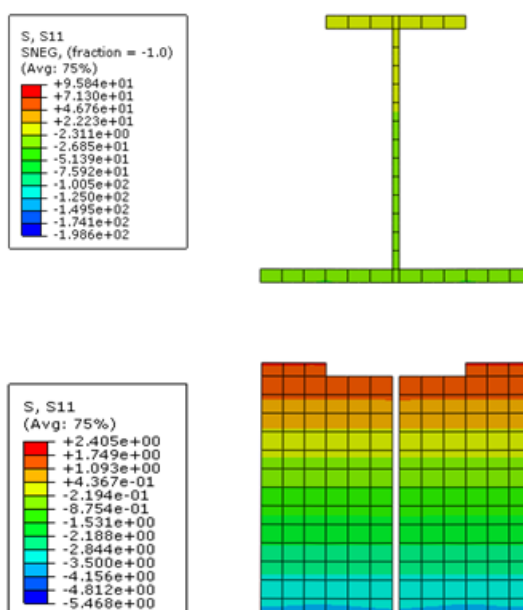 S, S11
SNEG, (fraction = -1.0)
(Avg: 75%)
+9.584e+01
+7.130e+01
+4.676e+01
+2.223e+01
-2.311e+00
-2.685e+01
-5.139e+01
-7.592e+01
-1.005e+02
-1.250e+02
-1.495e+02
-1.741e+02
-1.986e+02
S, S11
(Avg: 75%)
+2.405e+00
+1.749e+00
+1.093e+00
+4.367e-01
-2.194e-01
-8.754e-01
-1.531e+00
-2.188e+00
-2.844e+00
-3.500e+00
-4.156e+00
-4.812e+00
-5.468e+00